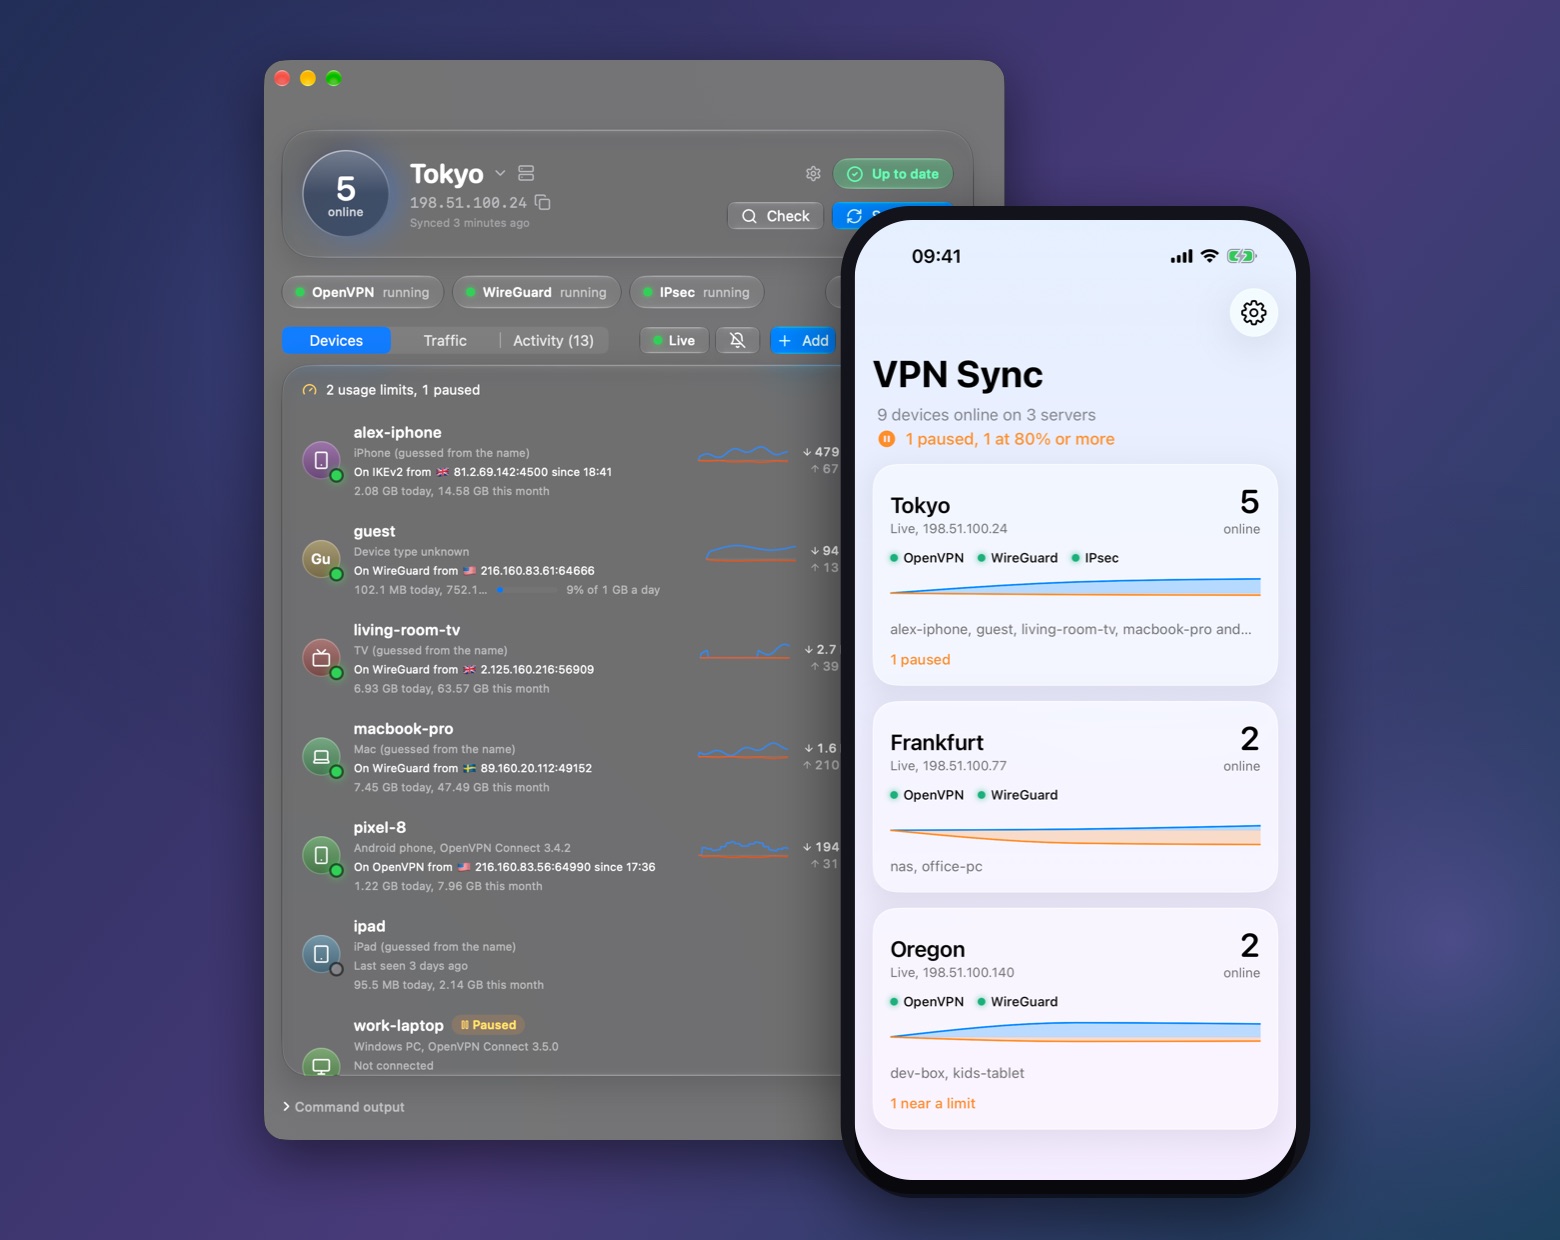 5
online
Tokyo
198.51.100.24
Synced 3 minutes ago
Up to date
Check
OpenVPN running
WireGuard running
IPsec running
Devices
Traffic
Activity (13)
Live
+ Add
2 usage limits, 1 paused
alex-iphone
iPhone (guessed from the name)
On IKEv2 from 🇬🇧 81.2.69.142:4500 since 18:41
2.08 GB today, 14.58 GB this month
↓ 479
↑ 67
guest
Gu
Device type unknown
On WireGuard from 🇺🇸 216.160.83.61:64666
102.1 MB today, 752.1... 9% of 1 GB a day
↓ 94
↑ 13
living-room-tv
TV (guessed from the name)
On WireGuard from 🇬🇧 2.125.160.216:56909
6.93 GB today, 63.57 GB this month
↓ 2.7
↑ 39
macbook-pro
Mac (guessed from the name)
On WireGuard from 🇸🇪 89.160.20.112:49152
7.45 GB today, 47.49 GB this month
↓ 1.6
↑ 210
pixel-8
Android phone, OpenVPN Connect 3.4.2
On OpenVPN from 🇺🇸 216.160.83.56:64990 since 17:36
1.22 GB today, 7.96 GB this month
↓ 194
↑ 31
ipad
iPad (guessed from the name)
Last seen 3 days ago
95.5 MB today, 2.14 GB this month
work-laptop Paused
Windows PC, OpenVPN Connect 3.5.0
Not connected
Command output
09:41
VPN Sync
9 devices online on 3 servers
1 paused, 1 at 80% or more
Tokyo
5
Live, 198.51.100.24
online
OpenVPN WireGuard IPsec
alex-iphone, guest, living-room-tv, macbook-pro and...
1 paused
Frankfurt
2
Live, 198.51.100.77
online
OpenVPN WireGuard
nas, office-pc
Oregon
2
Live, 198.51.100.140
online
OpenVPN WireGuard
dev-box, kids-tablet
1 near a limit